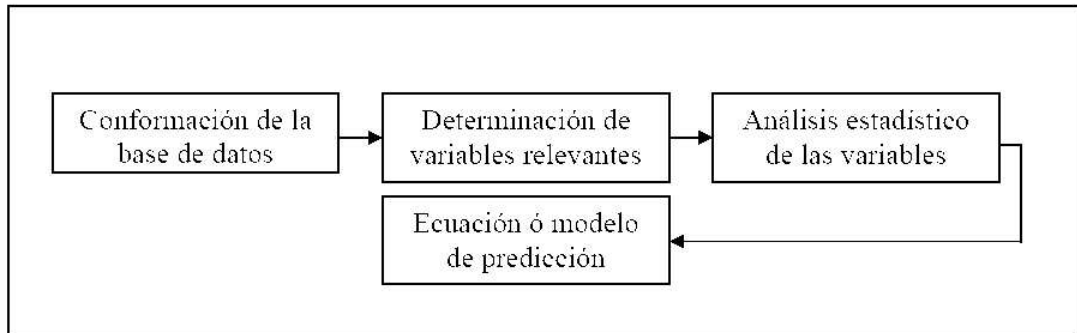 Conformación de la
base de datos
Determinación de
variables relevantes
Análisis estadístico
de las variables
Ecuación ó modelo
de predicción